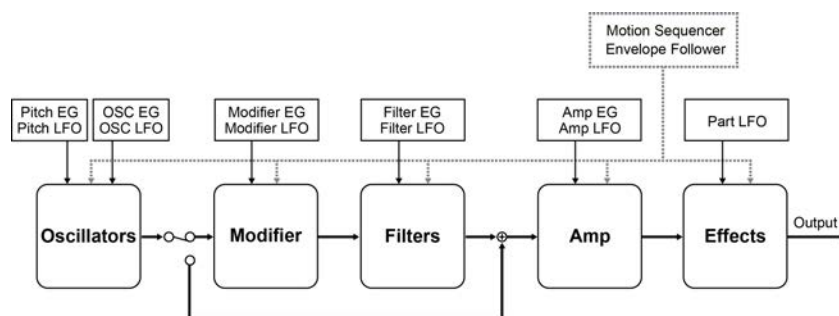 Motion Sequencer
Envelope Follower
Pitch EG
Pitch LFO
OSC EG
OSC LFO
Modifier EG
Modifier LFO
Filter EG
Filter LFO
Amp EG
Amp LFO
Part LFO
Oscillators
Modifier
Filters
Amp
Effects
Output